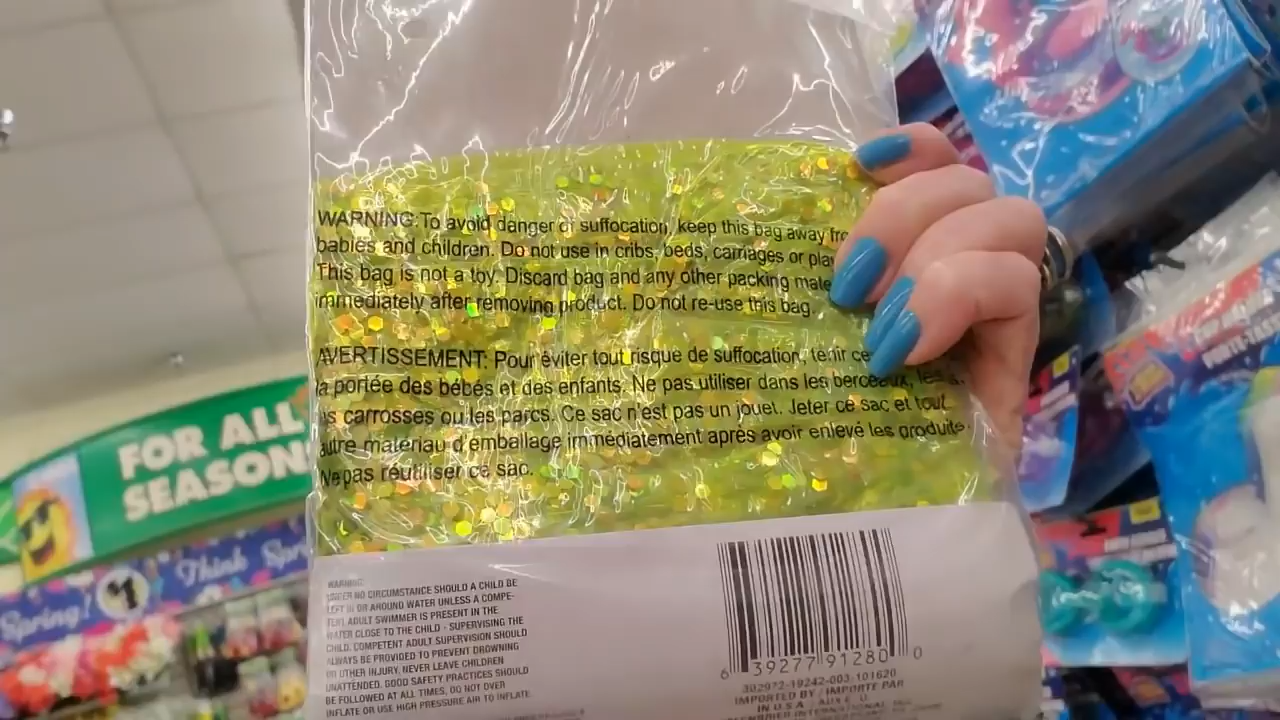 WARNING: To avoid danger of suffocation, keep this bag away
babies and children. Do not use in cribs, beds, carriages or
This bag is not a toy. Discard bag and any other packing
immediately after removing product. Do not re-use this bag.
AVERTISSEMENT: Pour éviter tout risque de suffocation, tenir ce
la portée des bébés et des enfants. Ne pas utiliser dans les berceaux,
carrosses ou les parcs. Ce sac n'est pas un jouet. Jeter ce sac et tout
autre matériau d'emballage immédiatement après avoir enlevé les produits.
Ne pas réutiliser ce sac.
FOR ALL
SEASON
Think Spr
Spring!
$1
WARNING:
UNDER NO CIRCUMSTANCE SHOULD A CHILD BE
LEFT IN OR AROUND WATER UNLESS A COMPE-
TENT ADULT SWIMMER IS PRESENT IN THE
WATER CLOSE TO THE CHILD - SUPERVISING THE
CHILD. COMPETENT ADULT SUPERVISION SHOULD
ALWAYS BE PROVIDED TO PREVENT DROWNING
OR OTHER INJURY. NEVER LEAVE CHILDREN
UNATTENDED. GOOD SAFETY PRACTICES SHOULD
BE FOLLOWED AT ALL TIMES. DO NOT OVER
INFLATE OR USE HIGH PRESSURE AIR TO INFLATE
6 39277 91280 0
302972-19242-003-101620
IMPORTED BY / IMPORTÉ PAR